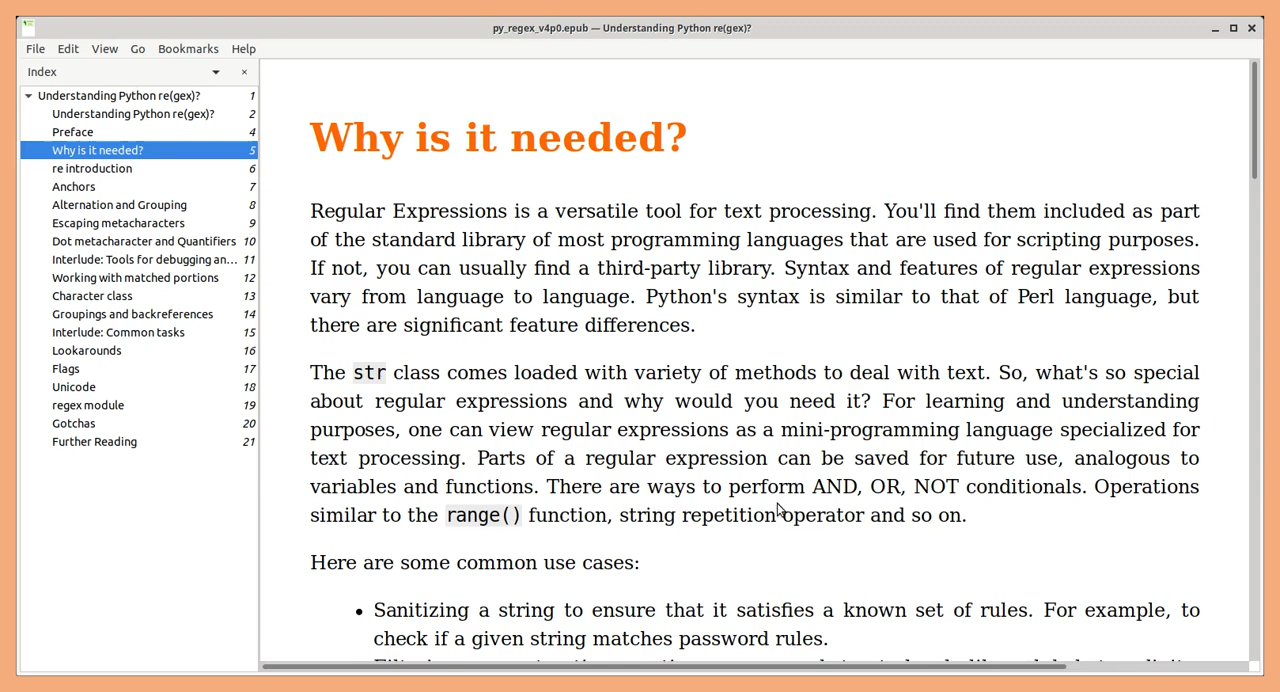 py_regex_v4p0.epub — Understanding Python re(gex)?
File Edit View Go Bookmarks Help
Index
Understanding Python re(gex)? 1
Understanding Python re(gex)? 2
Preface 4
Why is it needed? 5
re introduction 6
Anchors 7
Alternation and Grouping 8
Escaping metacharacters 9
Dot metacharacter and Quantifiers 10
Interlude: Tools for debugging an... 11
Working with matched portions 12
Character class 13
Groupings and backreferences 14
Interlude: Common tasks 15
Lookarounds 16
Flags 17
Unicode 18
regex module 19
Gotchas 20
Further Reading 21
Why is it needed?
Regular Expressions is a versatile tool for text processing. You'll find them included as part
of the standard library of most programming languages that are used for scripting purposes.
If not, you can usually find a third-party library. Syntax and features of regular expressions
vary from language to language. Python's syntax is similar to that of Perl language, but
there are significant feature differences.
The str class comes loaded with variety of methods to deal with text. So, what's so special
about regular expressions and why would you need it? For learning and understanding
purposes, one can view regular expressions as a mini-programming language specialized for
text processing. Parts of a regular expression can be saved for future use, analogous to
variables and functions. There are ways to perform AND, OR, NOT conditionals. Operations
similar to the range() function, string repetition operator and so on.
Here are some common use cases:
• Sanitizing a string to ensure that it satisfies a known set of rules. For example, to
check if a given string matches password rules.